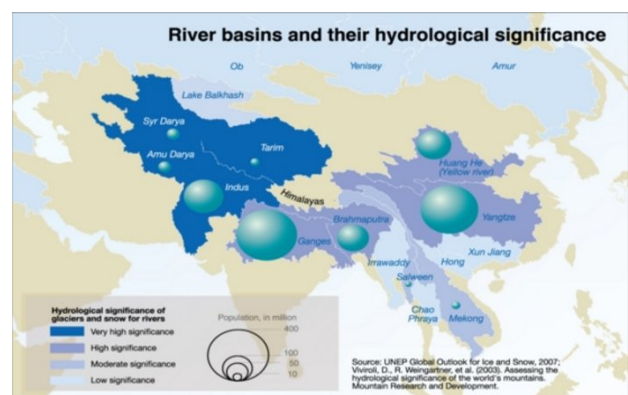 River basins and their hydrological significance
Ob
Yenisey
Amur
Lake Balkhash
Syr Darya
Tarim
Amu Darya
Huang He
(Yellow river)
Indus
Himalayas
Yangtze
Brahmaputra
Ganges
Xun Jiang
Irrawaddy
Hong
Salween
Chao
Phraya
Mekong
Hydrological significance of
glaciers and snow for rivers
Very high significance
High significance
Moderate significance
Low significance
Population, in million
400
100
50
10
Source: UNEP Global Outlook for Ice and Snow, 2007;
Viviroli, D., R. Weingartner, et al. (2003). Assessing the
hydrological significance of the world's mountains.
Mountain Research and Development.